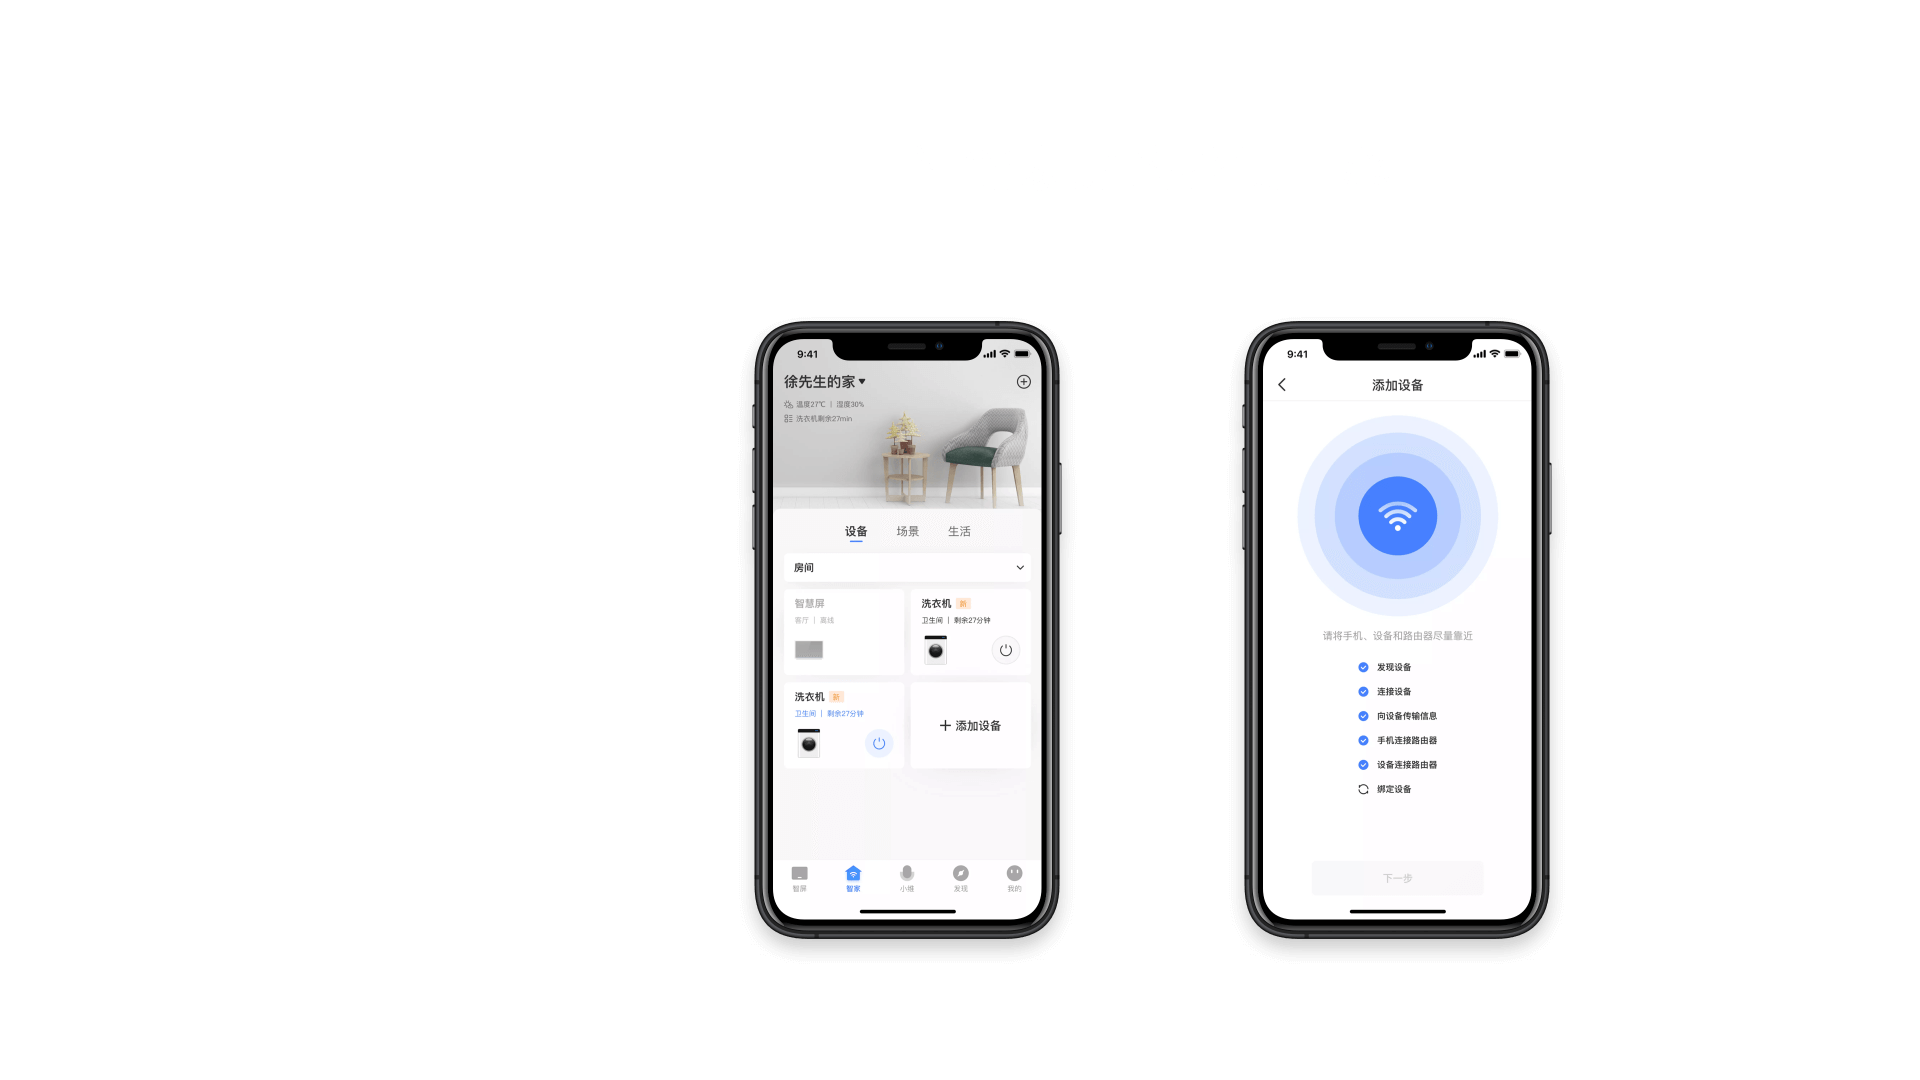 9:41
徐先生的家
温度27℃ | 湿度30%
洗衣机剩余27min
设备 场景 生活
房间
智慧屏
客厅 | 离线
洗衣机 新
卫生间 | 剩余27分钟
洗衣机 新
卫生间 | 剩余27分钟
添加设备
智屏 智家 小维 发现 我的
9:41
添加设备
请将手机、设备和路由器尽量靠近
发现设备
连接设备
向设备传输信息
手机连接路由器
设备连接路由器
绑定设备
下一步